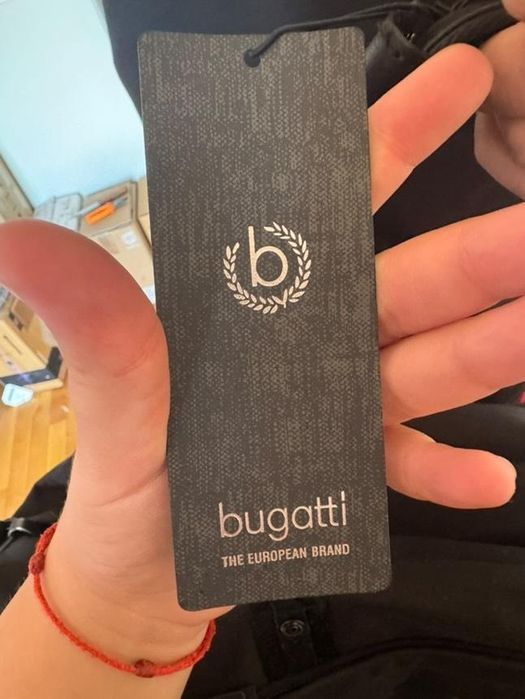 b
bugatti
THE EUROPEAN BRAND